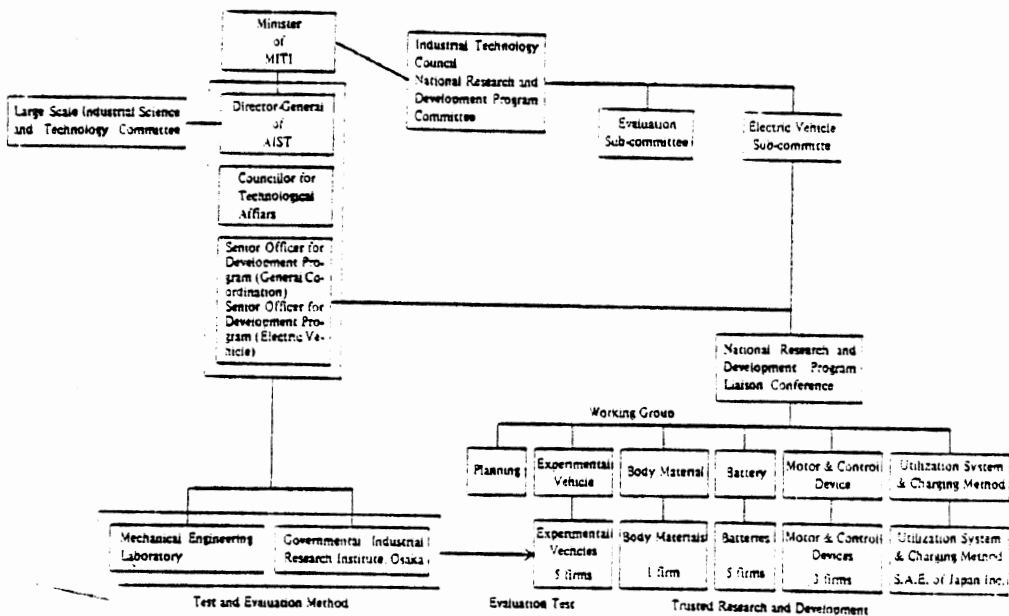 Minister
of
MITI
Industrial Technology
Council
National Research and
Development Program
Committee
Large Scale Industrial Science
and Technology Committee
Director-General
of
AIST
Evaluation
Sub-committee
Electric Vehicle
Sub-committe
Councillor for
Technological
Affiars
Senior Officer for
Development Pro-
gram (General Co-
ordination)
Senior Officer for
Development Pro-
gram (Electric Ve-
hicle)
National Research and
Development Program
Liaison Conference
Working Group
Planning
Experimental
Vehicle
Body Material
Battery
Motor & Control
Device
Utilization System
& Charging Method
Mechanical Engineering
Laboratory
Governmental Industrial
Research Institute, Osaka
Experimental
Vechicles
5 firms
Body Materials
1 firm
Batteries
5 firms
Motor & Control
Devices
3 firms
Utilization System
& Charging Method
S.A.E. of Japan Inc.
Test and Evaluation Method
Evaluation Test
Trusted Research and Development